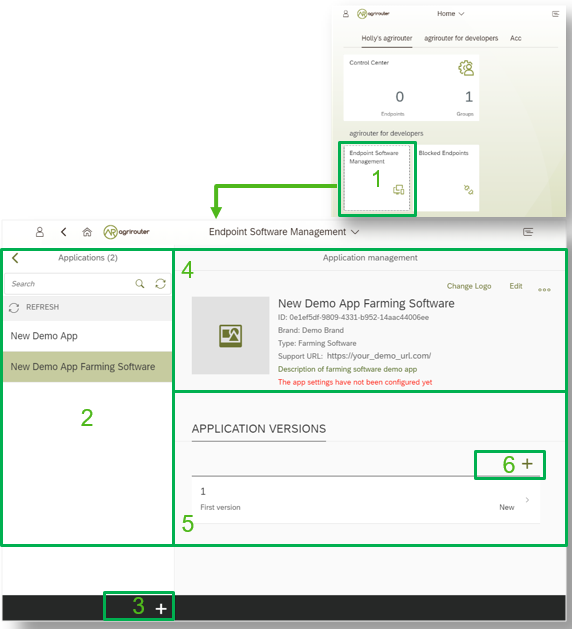 agrirouter
Home
Holly's agrirouter
agrirouter for developers
Acc
Control Center
0
1
Endpoints
Groups
agrirouter for developers
Endpoint Software
Management
Blocked Endpoints
1
agrirouter
Endpoint Software Management
Applications (2)
Search
REFRESH
New Demo App
New Demo App Farming Software
2
3 +
4
Application management
Change Logo
Edit
New Demo App Farming Software
ID: 0e1ef5df-9809-4331-b952-14aac44006ee
Brand: Demo Brand
Type: Farming Software
Support URL: https://your_demo_url.com/
Description of farming software demo app
The app settings have not been configured yet
APPLICATION VERSIONS
6 +
1
First version
New
5